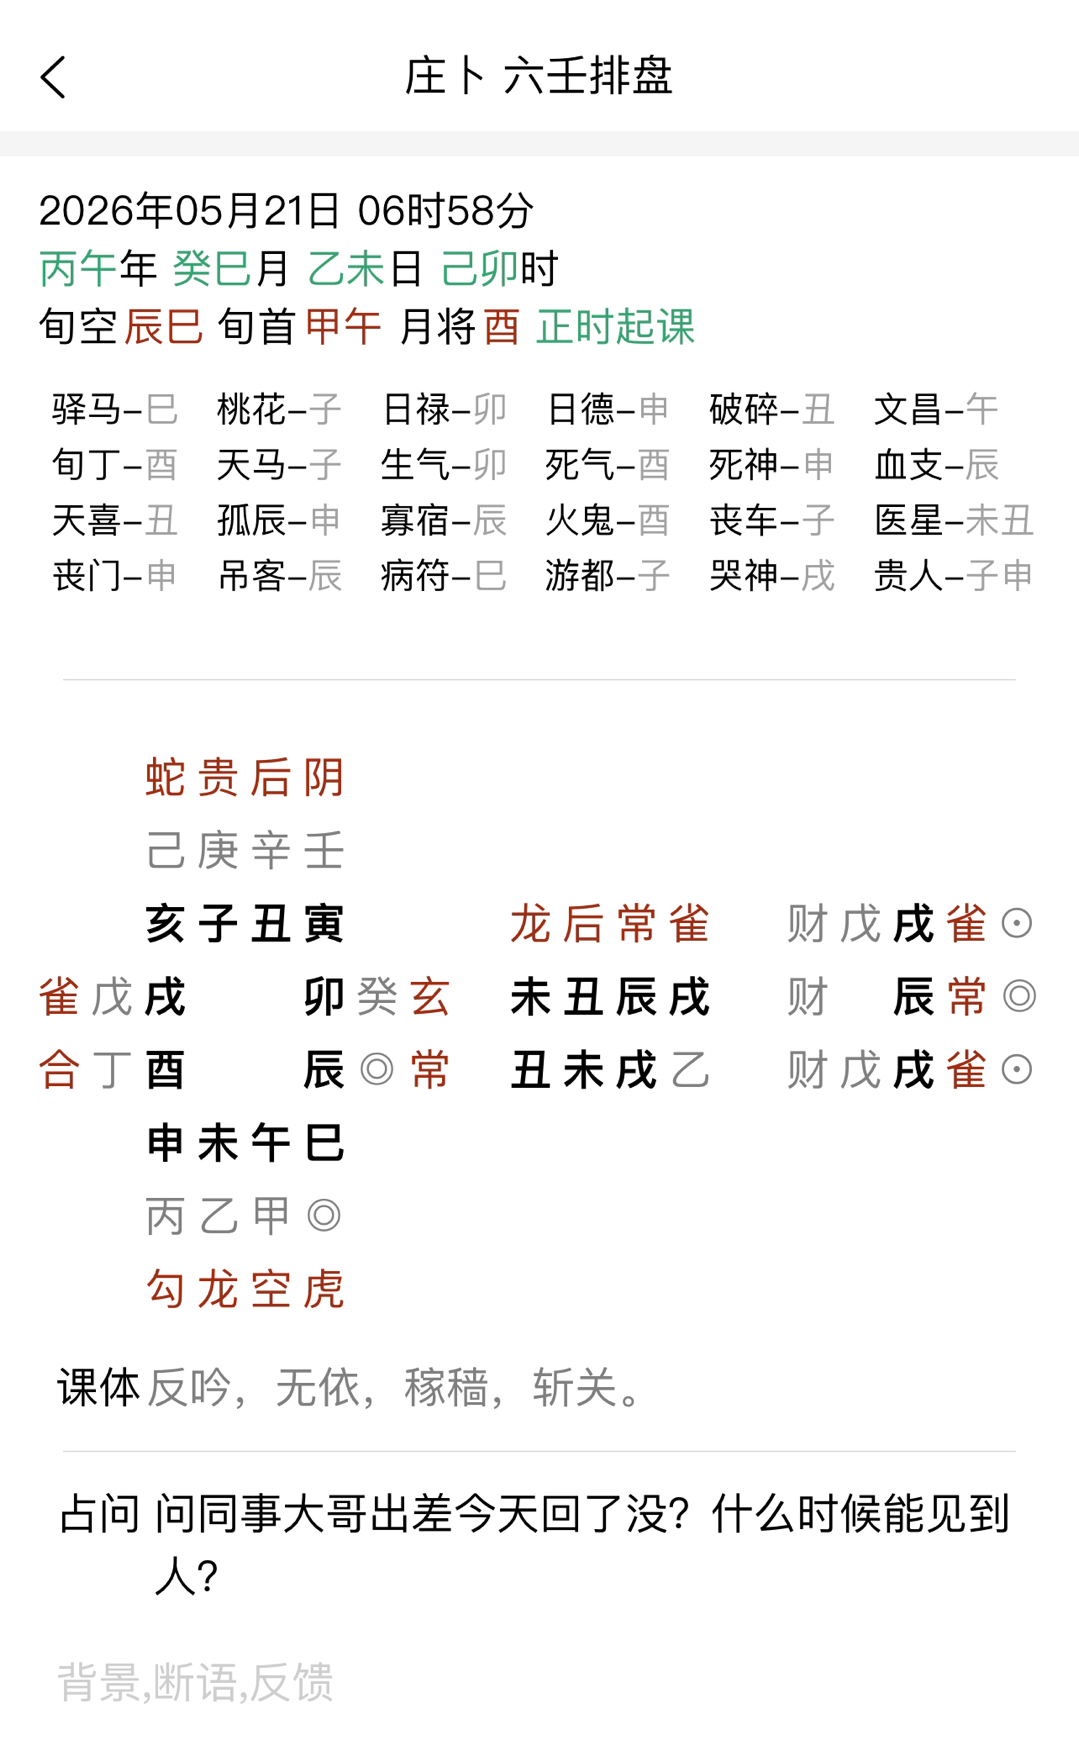 庄卜 六壬排盘
2026年05月21日 06时58分
丙午年 癸巳月 乙未日 己卯时
旬空辰巳 旬首甲午 月将酉 正时起课
驿马–巳 桃花–子 日禄–卯 日德–申 破碎–丑 文昌–午
旬丁–酉 天马–子 生气–卯 死气–酉 死神–申 血支–辰
天喜–丑 孤辰–申 寡宿–辰 火鬼–酉 丧车–子 医星–未丑
丧门–申 吊客–辰 病符–巳 游都–子 哭神–戌 贵人–子申
蛇贵后阴
己庚辛壬
亥子丑寅 龙后常雀 财戊戌雀⊙
雀戊戌 卯癸玄 未丑辰戌 财 辰常◎
合丁酉 辰◎常 丑未戌乙 财戊戌雀⊙
申未午巳
丙乙甲◎
勾龙空虎
课体反吟，无依，稼穑，斩关。
占问 问同事大哥出差今天回了没？什么时候能见到
人？
背景,断语,反馈